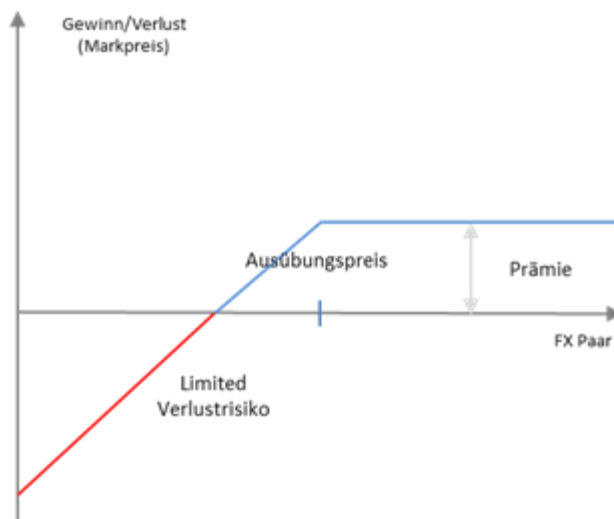 Gewinn/Verlust
(Markpreis)
Ausübungspreis
Prämie
FX Paar
Limited
Verlustrisiko